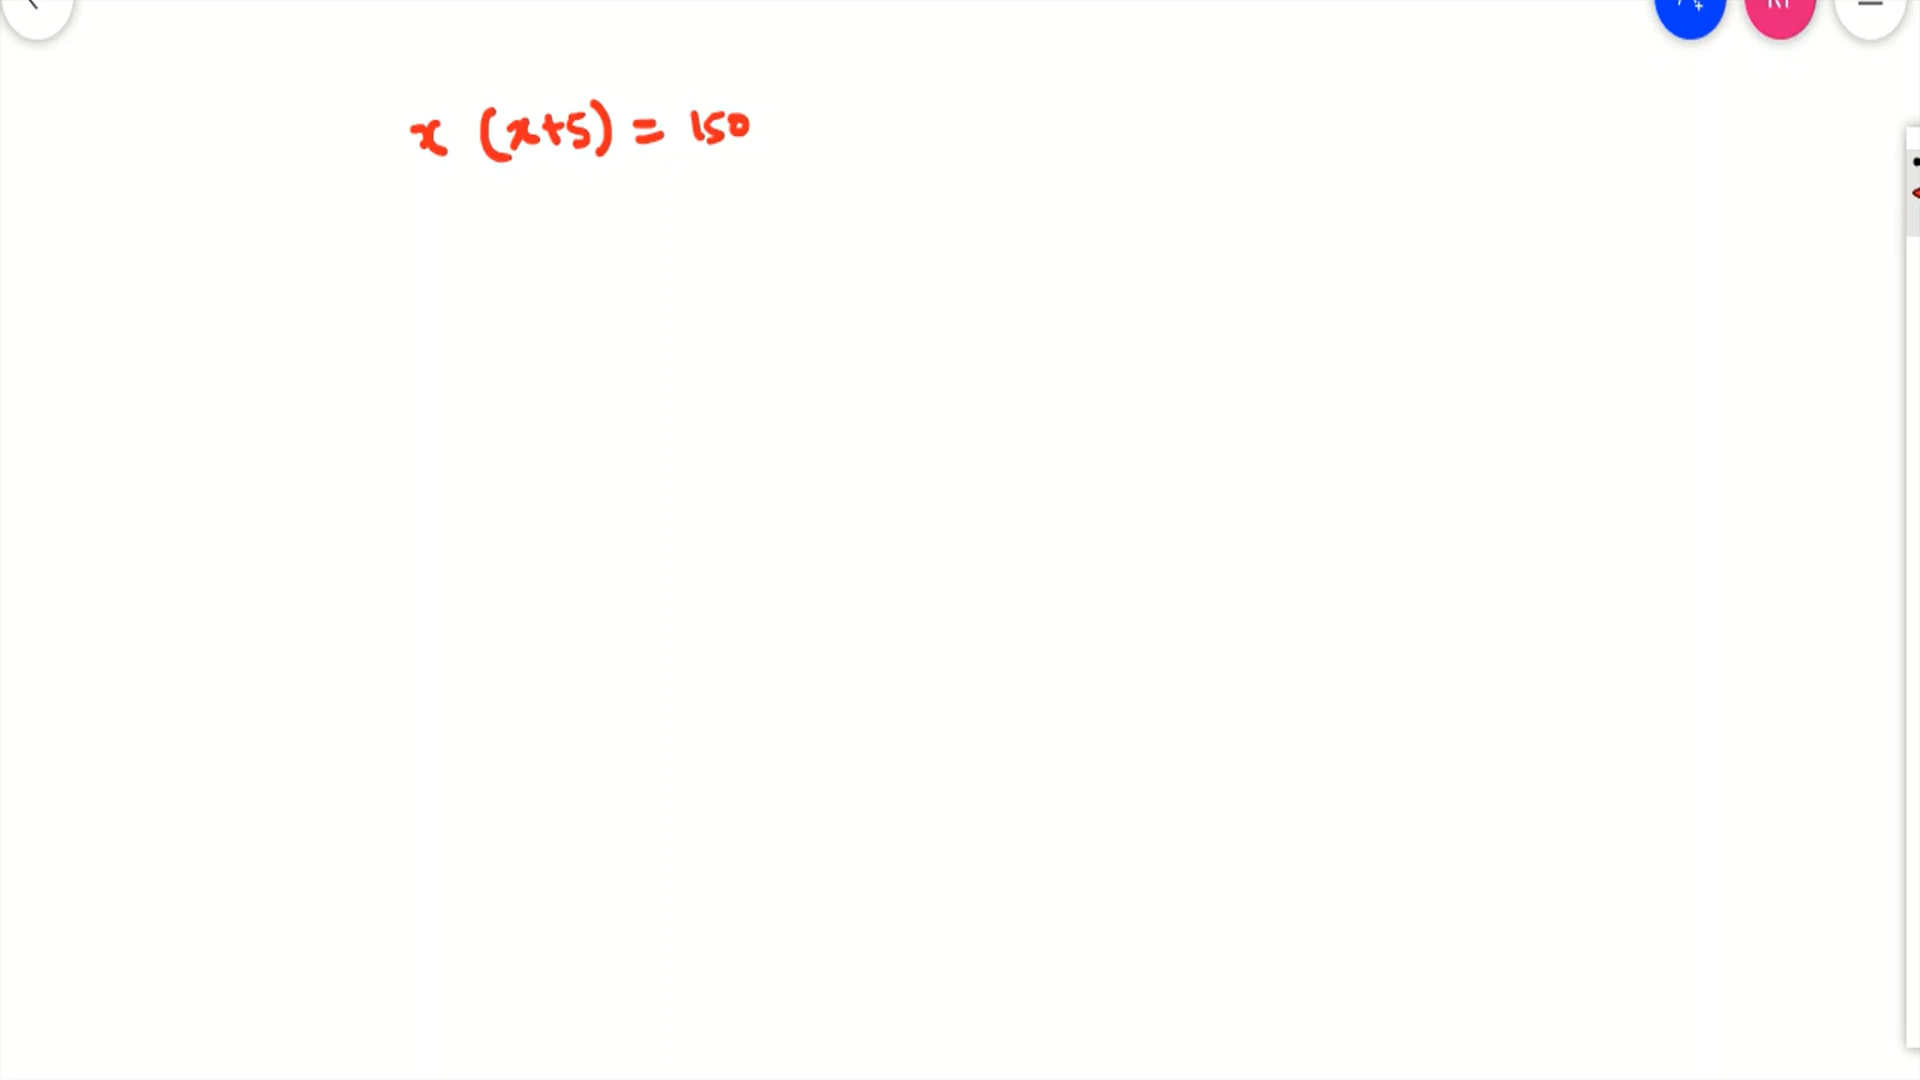 x (x+5) = 150